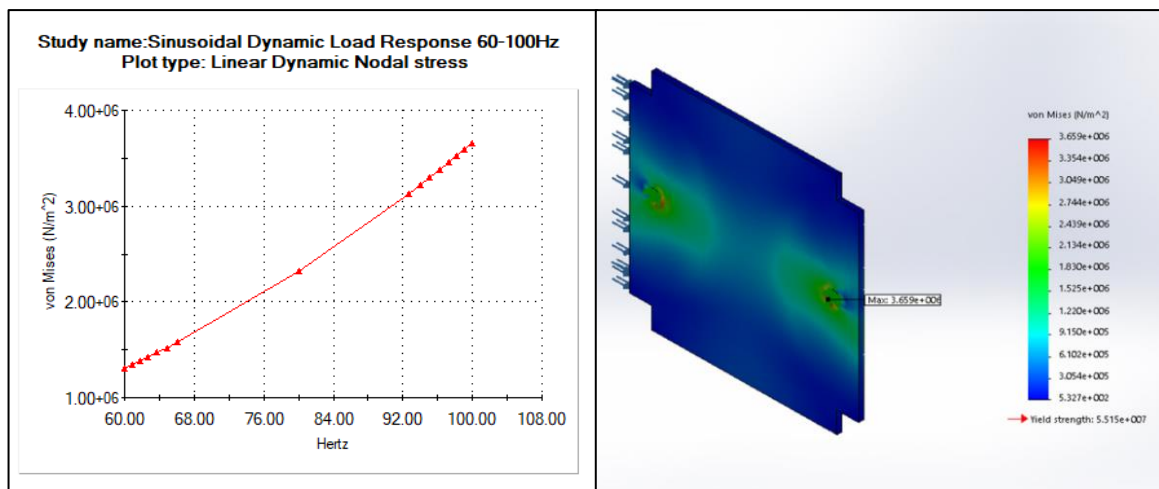 Study name:Sinusoidal Dynamic Load Response 60-100Hz
Plot type: Linear Dynamic Nodal stress
4.00+06
3.00+06
2.00+06
1.00+06
von Mises (N/m^2)
60.00 68.00 76.00 84.00 92.00 100.00 108.00
Hertz
Max: 3.659e+006
von Mises (N/m^2)
3.659e+006
3.354e+006
3.049e+006
2.744e+006
2.439e+006
2.134e+006
1.830e+006
1.525e+006
1.220e+006
9.150e+005
6.102e+005
3.054e+005
5.327e+002
Yield strength: 5.515e+007